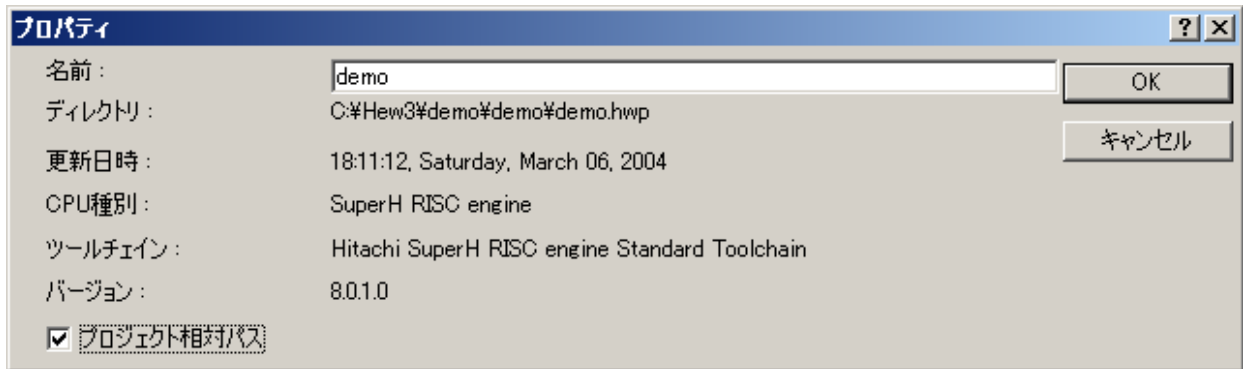 プロパティ
名前： demo OK
ディレクトリ： C:¥Hew3¥demo¥demo¥demo.hwp
キャンセル
更新日時： 18:11:12, Saturday, March 06, 2004
CPU種別： SuperH RISC engine
ツールチェイン： Hitachi SuperH RISC engine Standard Toolchain
バージョン： 8.0.1.0
プロジェクト相対パス